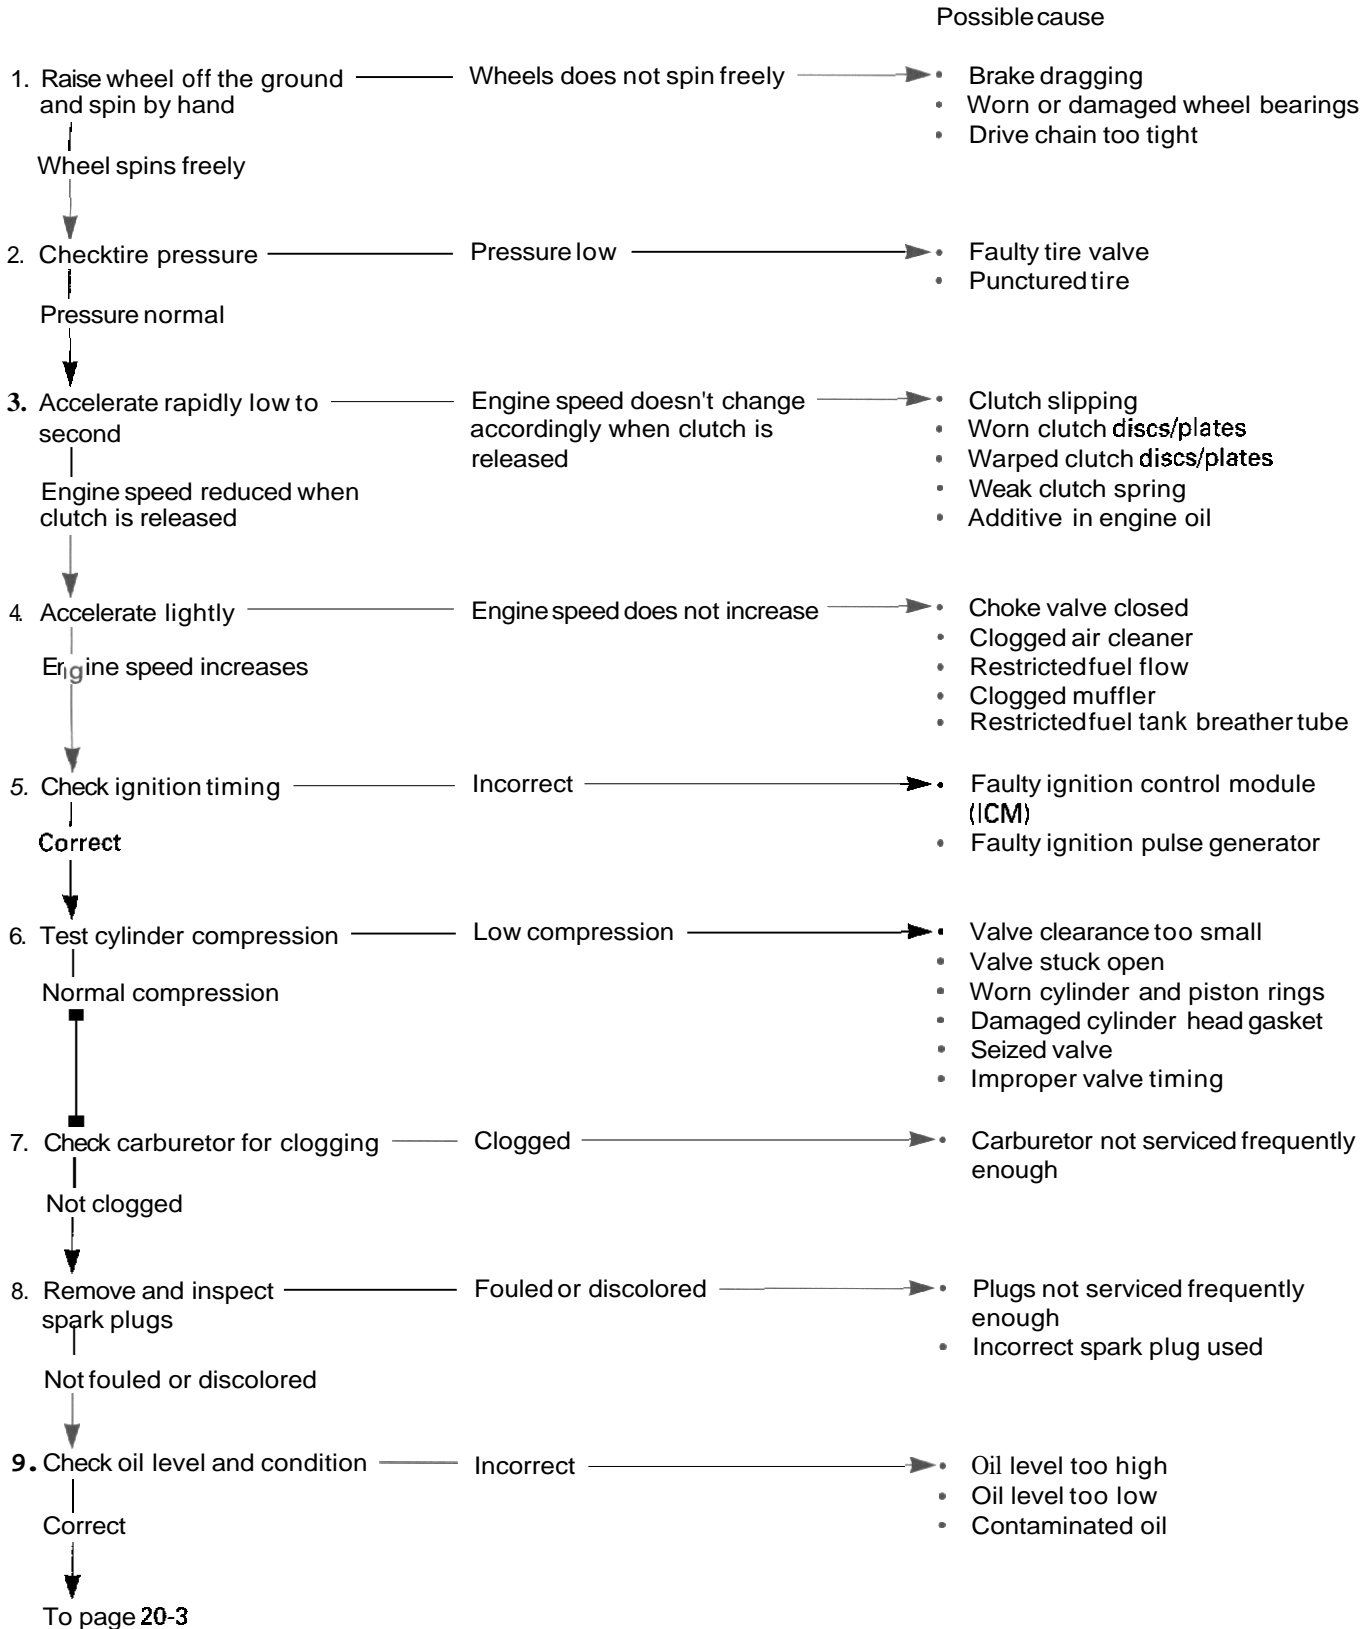 Possible cause
1. Raise wheel off the ground and spin by hand
Wheels does not spin freely
• Brake dragging
• Worn or damaged wheel bearings
• Drive chain too tight
Wheel spins freely
2. Check tire pressure
Pressure low
• Faulty tire valve
• Punctured tire
Pressure normal
3. Accelerate rapidly low to second
Engine speed doesn't change accordingly when clutch is released
• Clutch slipping
• Worn clutch discs/plates
• Warped clutch discs/plates
• Weak clutch spring
• Additive in engine oil
Engine speed reduced when clutch is released
4. Accelerate lightly
Engine speed does not increase
• Choke valve closed
• Clogged air cleaner
• Restricted fuel flow
• Clogged muffler
• Restricted fuel tank breather tube
Engine speed increases
5. Check ignition timing
Incorrect
• Faulty ignition control module (ICM)
• Faulty ignition pulse generator
Correct
6. Test cylinder compression
Low compression
• Valve clearance too small
• Valve stuck open
• Worn cylinder and piston rings
• Damaged cylinder head gasket
• Seized valve
• Improper valve timing
Normal compression
7. Check carburetor for clogging
Clogged
• Carburetor not serviced frequently enough
Not clogged
8. Remove and inspect spark plugs
Fouled or discolored
• Plugs not serviced frequently enough
• Incorrect spark plug used
Not fouled or discolored
9. Check oil level and condition
Incorrect
• Oil level too high
• Oil level too low
• Contaminated oil
Correct
To page 20-3